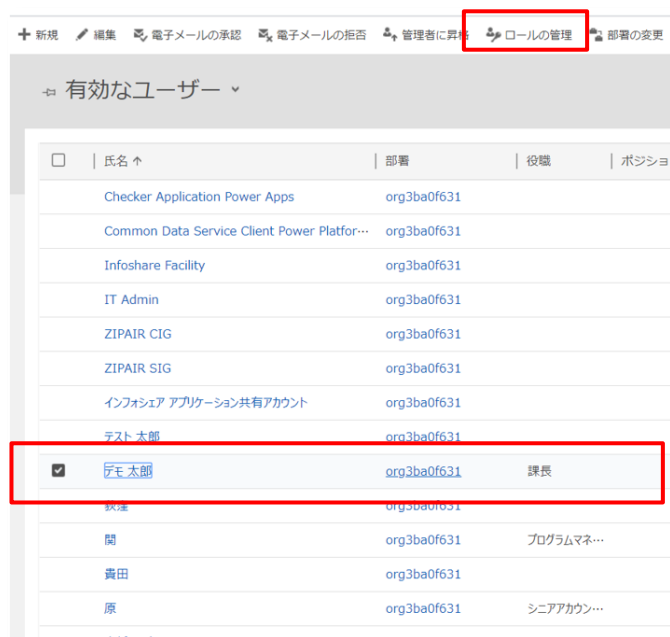 新規 編集 電子メールの承認 電子メールの拒否 管理者に昇格 ロールの管理 部署の変更
有効なユーザー
氏名 部署 役職 ポジショ
Checker Application Power Apps org3ba0f631
Common Data Service Client Power Platfor… org3ba0f631
Infoshare Facility org3ba0f631
IT Admin org3ba0f631
ZIPAIR CIG org3ba0f631
ZIPAIR SIG org3ba0f631
インフォシェア アプリケーション共有アカウント org3ba0f631
テスト 太郎 org3ba0f631
デモ 太郎 org3ba0f631 課長
荻窪 org3ba0f631
関 org3ba0f631 プログラムマネ…
貴田 org3ba0f631
原 org3ba0f631 シニアアカウン…